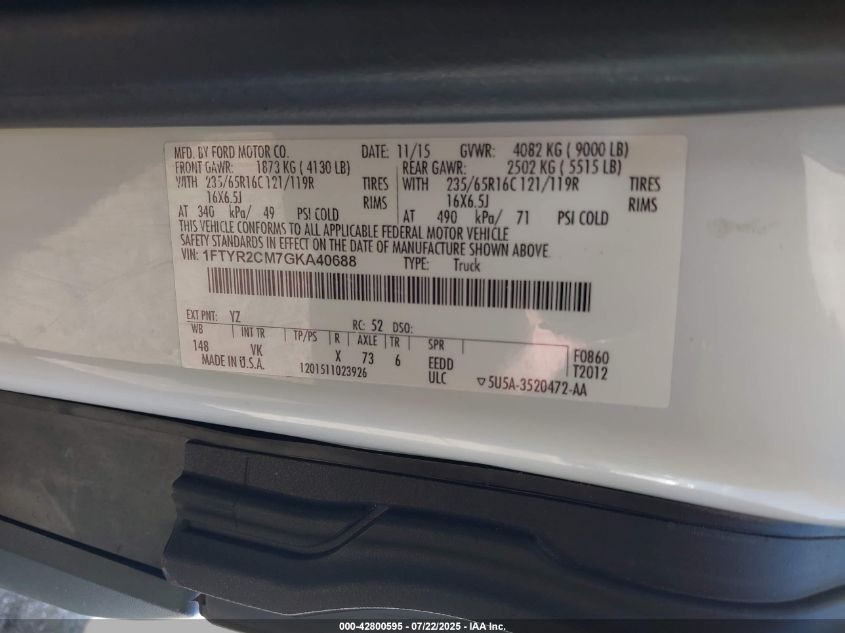 MFD. BY FORD MOTOR CO. DATE: 11/15 GVWR: 4082 KG ( 9000 LB)
FRONT GAWR: 1873 KG ( 4130 LB) REAR GAWR: 2502 KG ( 5515 LB)
WITH 235/65R16C 121/119R TIRES WITH 235/65R16C 121/119R TIRES
16X6.5J RIMS 16X6.5J RIMS
AT 340 kPa/ 49 PSI COLD AT 490 kPa/ 71 PSI COLD
THIS VEHICLE CONFORMS TO ALL APPLICABLE FEDERAL MOTOR VEHICLE
SAFETY STANDARDS IN EFFECT ON THE DATE OF MANUFACTURE SHOWN ABOVE.
VIN: 1FTYR2CM7GKA40688 TYPE: Truck
EXT PNT: YZ RC: 52 DSO:
WB INT TR TP/PS R AXLE TR SPR
148 VK X 73 6 EEDD F0860
MADE IN U.S.A. 1201511023926 ULC T2012
▽5U5A-3520472-AA
000-42800595 - 07/22/2025 - IAA Inc.